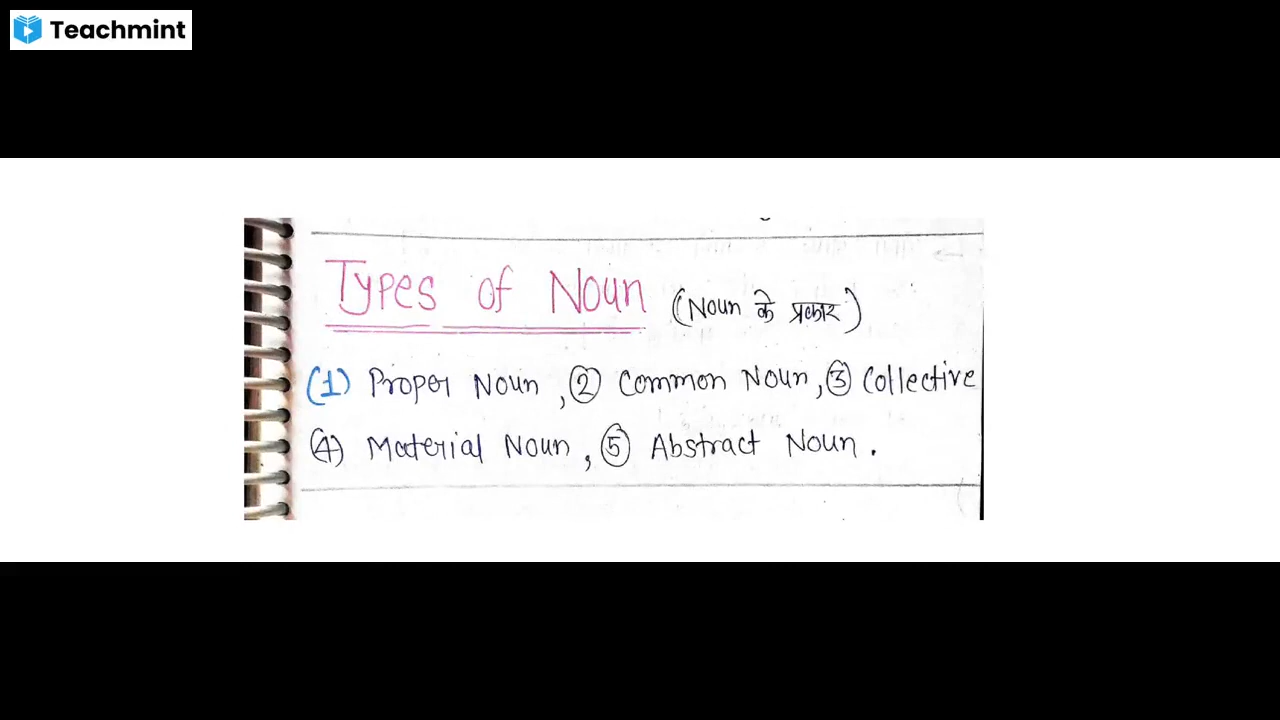 Teachmint
Types of Noun (Noun के प्रकार)
(1) Proper Noun, ② Common Noun, ③ Collective
④ Material Noun, ⑤ Abstract Noun.